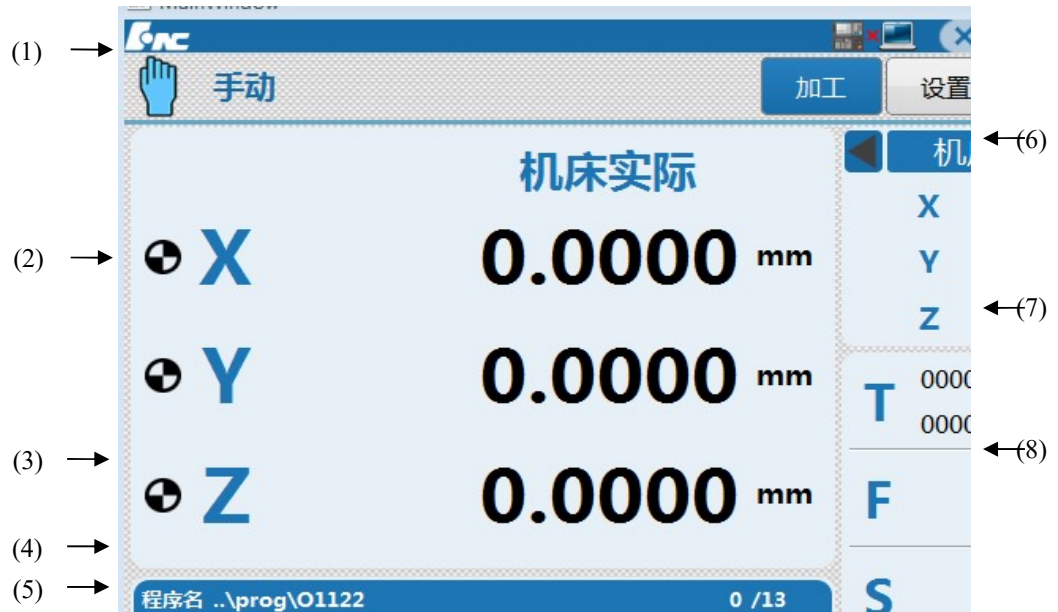 MainWindow
(1)
手动
加工
设置
(6)
机床实际
X
(2)
X 0.0000 mm
Y
(7)
Z
Y 0.0000 mm
T 0000
0000
(3)
(8)
Z 0.0000 mm
F
(4)
(5)
程序名 ..\prog\O1122 0 /13
S